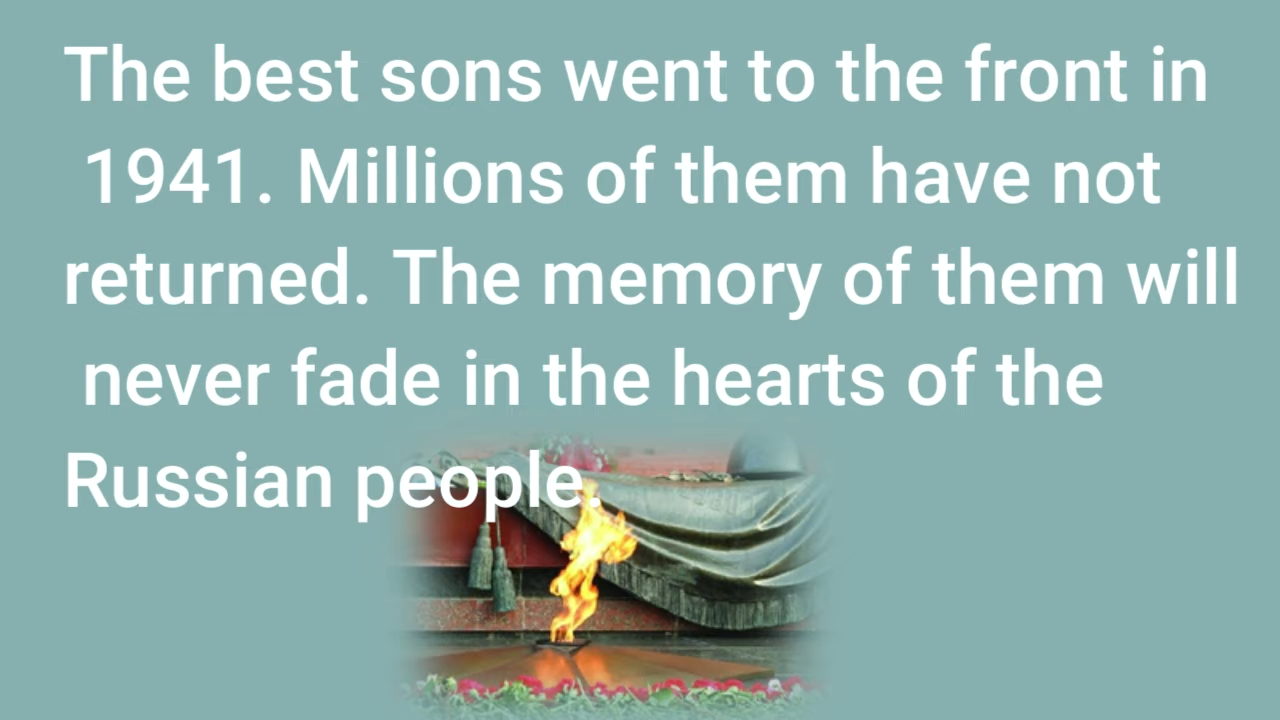 The best sons went to the front in
1941. Millions of them have not
returned. The memory of them will
never fade in the hearts of the
Russian people.